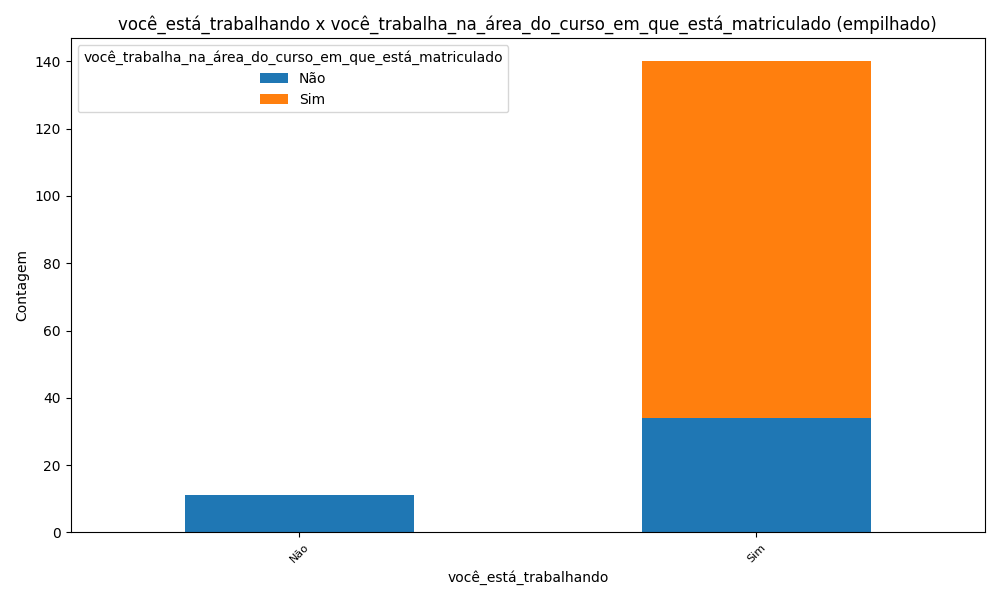 você_está_trabalhando x você_trabalha_na_área_do_curso_em_que_está_matriculado (empilhado)
você_trabalha_na_área_do_curso_em_que_está_matriculado
Não
Sim
140
120
100
80
60
40
20
0
Contagem
Não
Sim
você_está_trabalhando